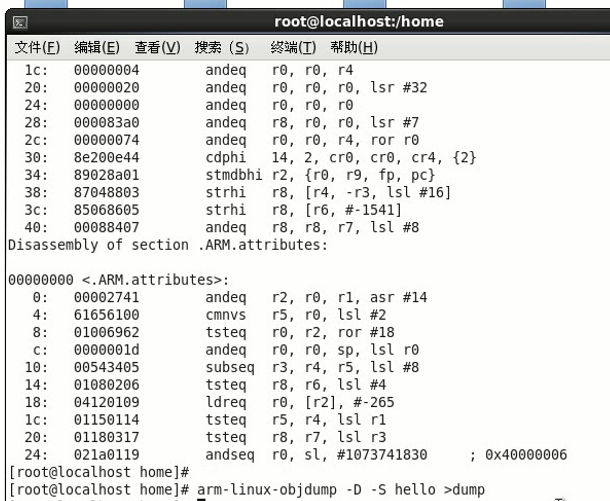 root@localhost:/home
文件(F) 编辑(E) 查看(V) 搜索 (S) 终端(T) 帮助(H)
1c: 00000004 andeq r0, r0, r4
20: 00000020 andeq r0, r0, r0, lsr #32
24: 00000000 andeq r0, r0, r0
28: 000083a0 andeq r8, r0, r0, lsr #7
2c: 00000074 andeq r0, r0, r4, ror r0
30: 8e200e44 cdphi 14, 2, cr0, cr0, cr4, {2}
34: 89028a01 stmdbhi r2, {r0, r9, fp, pc}
38: 87048803 strhi r8, [r4, -r3, lsl #16]
3c: 85068605 strhi r8, [r6, #-1541]
40: 00088407 andeq r8, r8, r7, lsl #8
Disassembly of section .ARM.attributes:
00000000 <.ARM.attributes>:
0: 00002741 andeq r2, r0, r1, asr #14
4: 61656100 cmnvs r5, r0, lsl #2
8: 01006962 tsteq r0, r2, ror #18
c: 0000001d andeq r0, r0, sp, lsl r0
10: 00543405 subseq r3, r4, r5, lsl #8
14: 01080206 tsteq r8, r6, lsl #4
18: 04120109 ldreq r0, [r2], #-265
1c: 01150114 tsteq r5, r4, lsl r1
20: 01180317 tsteq r8, r7, lsl r3
24: 021a0119 andseq r0, sl, #1073741830 ; 0x40000006
[root@localhost home]#
[root@localhost home]# arm-linux-objdump -D -S hello >dump